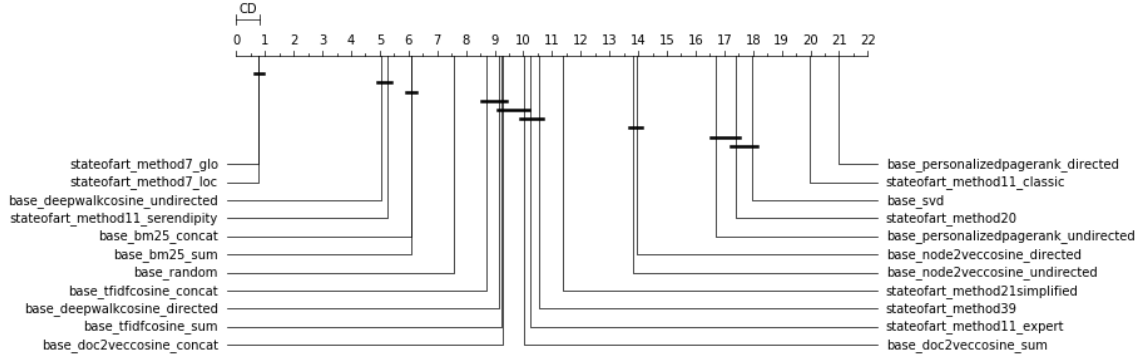 CD
0 1 2 3 4 5 6 7 8 9 10 11 12 13 14 15 16 17 18 19 20 21 22
stateofart_method7_glo base_personalizedpagerank_directed
stateofart_method7_loc stateofart_method11_classic
base_deepwalkcosine_undirected base_svd
stateofart_method11_serendipity stateofart_method20
base_bm25_concat base_personalizedpagerank_undirected
base_bm25_sum base_node2veccosine_directed
base_random base_node2veccosine_undirected
base_tfidfcosine_concat stateofart_method21simplified
base_deepwalkcosine_directed stateofart_method39
base_tfidfcosine_sum stateofart_method11_expert
base_doc2veccosine_concat base_doc2veccosine_sum